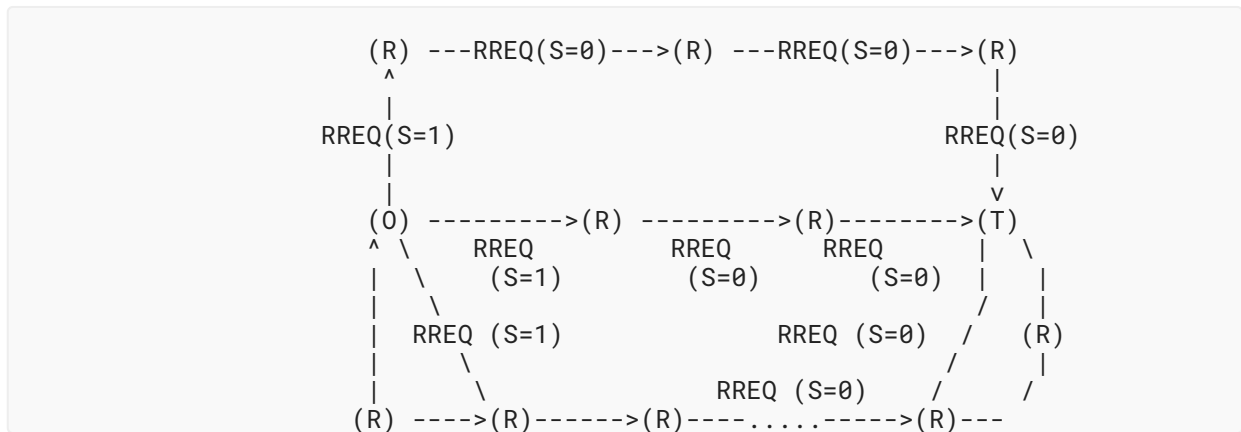 (R) ---RREQ(S=0)--->(R) ---RREQ(S=0)--->(R)
^ |
| |
RREQ(S=1) RREQ(S=0)
| |
| v
(O) --------->(R) --------->(R)-------->(T)
^ \ RREQ RREQ RREQ | \
| \ (S=1) (S=0) (S=0) | |
| \ / |
| RREQ (S=1) RREQ (S=0) / (R)
| \ / |
| \ RREQ (S=0) / /
(R) ---->(R)------>(R)----.....----->(R)---